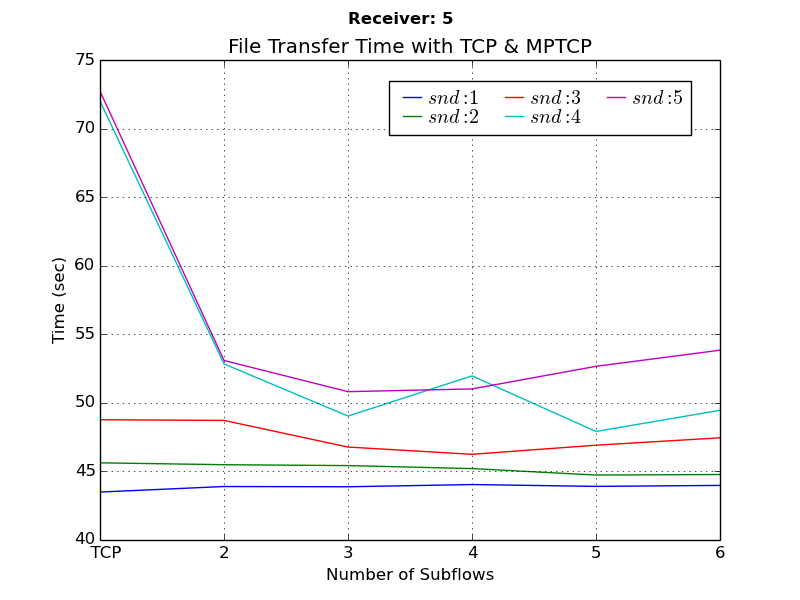 Receiver: 5
File Transfer Time with TCP & MPTCP
snd:1 snd:3 snd:5
snd:2 snd:4
75
70
65
60
55
50
45
40
Time (sec)
TCP 2 3 4 5 6
Number of Subflows